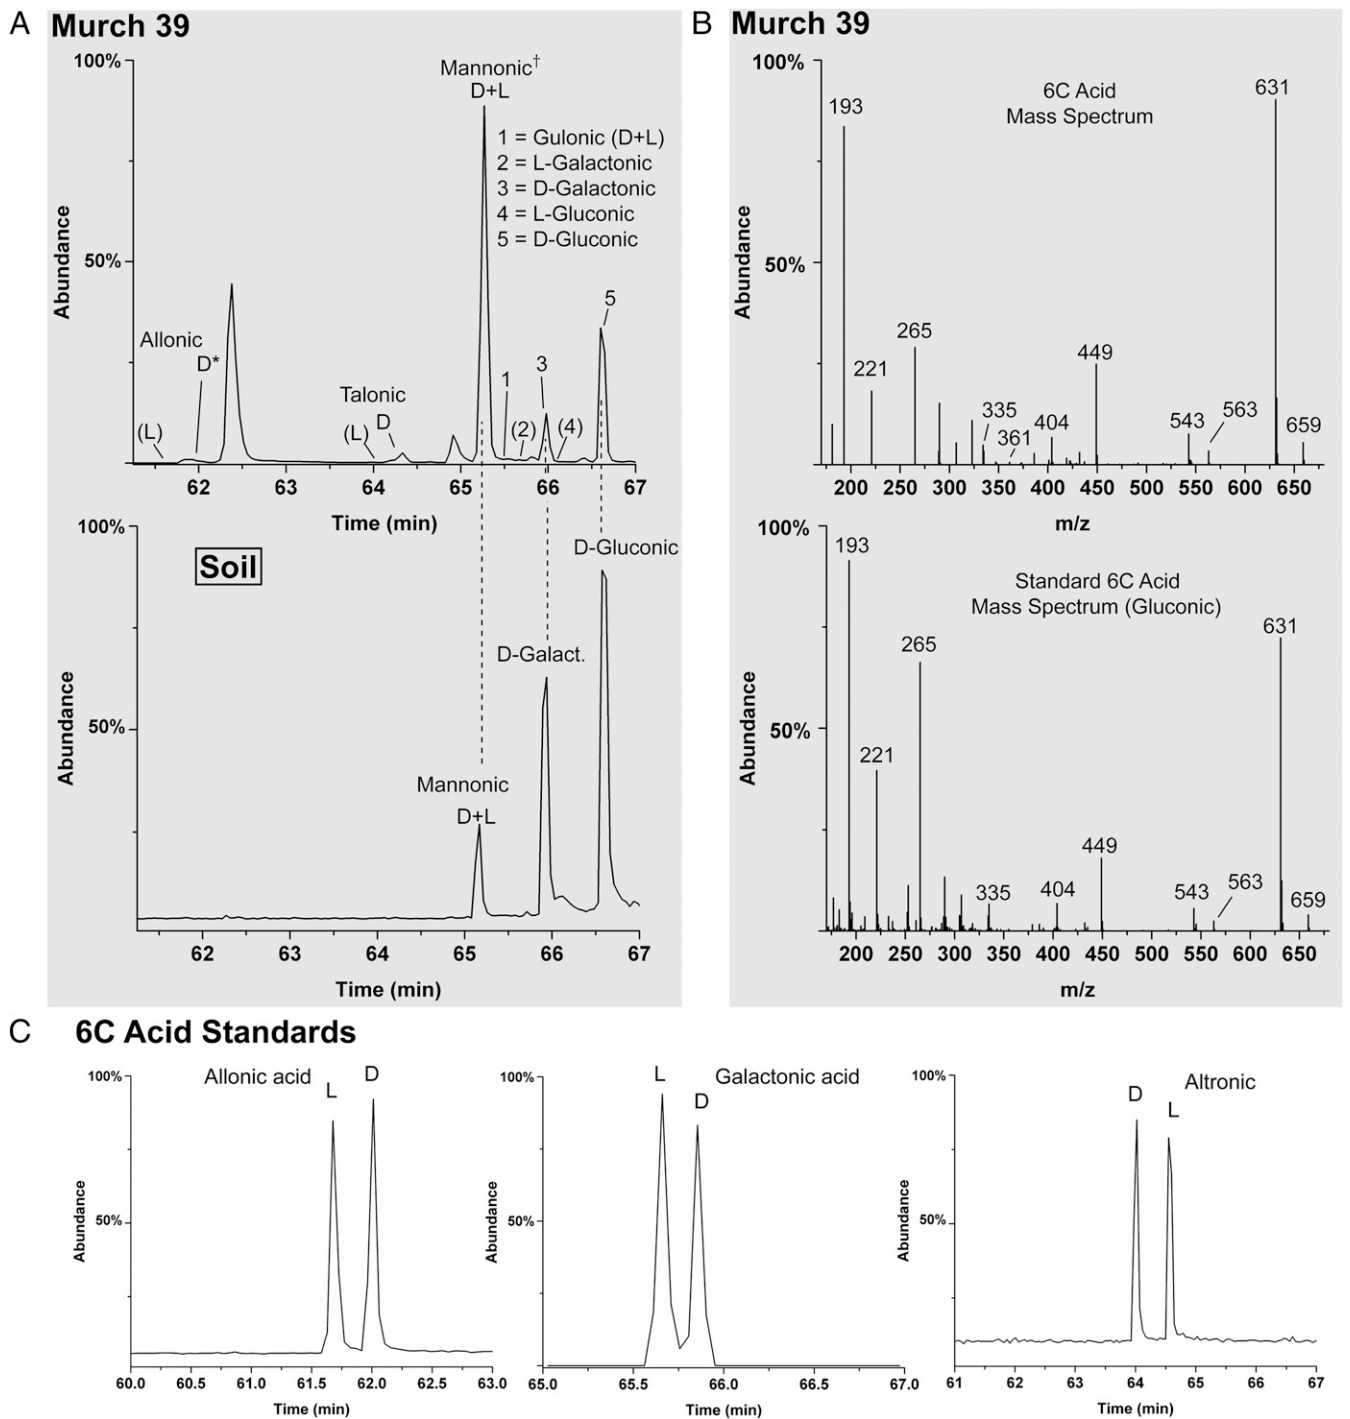 A Murch 39
100%
50%
Abundance
Mannonic†
D+L
1 = Gulonic (D+L)
2 = L-Galactonic
3 = D-Galactonic
4 = L-Gluconic
5 = D-Gluconic
Allonic
D*
(L)
Talonic
(L) D
1
(2)
3
(4)
5
62 63 64 65 66 67
Time (min)
100%
50%
Abundance
Soil
D-Gluconic
D-Galact.
Mannonic
D+L
62 63 64 65 66 67
Time (min)
B Murch 39
100%
50%
Abundance
6C Acid
Mass Spectrum
193
221
265
335
361
404
449
543
563
631
659
200 250 300 350 400 450 500 550 600 650
m/z
100%
50%
Abundance
Standard 6C Acid
Mass Spectrum (Gluconic)
193
221
265
335
404
449
543
563
631
659
200 250 300 350 400 450 500 550 600 650
m/z
C 6C Acid Standards
100%
50%
Abundance
Allonic acid
L
D
60.0 60.5 61.0 61.5 62.0 62.5 63.0
Time (min)
100%
50%
Abundance
L
D
Galactonic acid
65.0 65.5 66.0 66.5 67.0
Time (min)
100%
50%
Abundance
D
L
Altronic
61 62 63 64 65 66 67
Time (min)